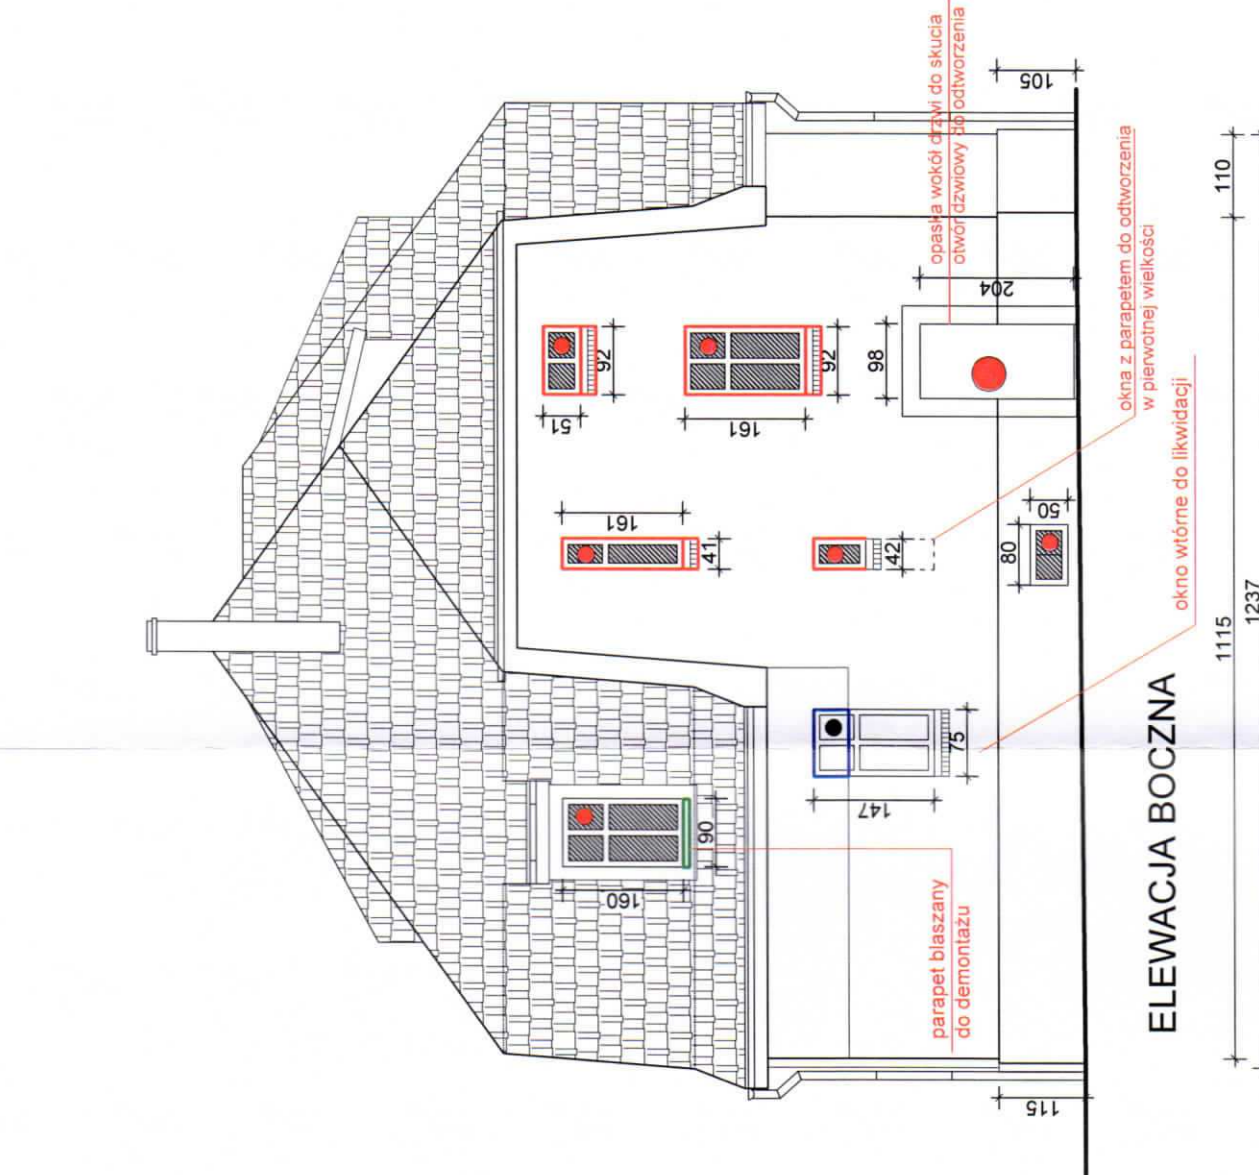 opaska wokół drzwi do skucia
otwór dzwiowy do odtworzenia
okna z parapetem do odtworzenia
w pierwotnej wielkości
okno wtórne do likwidacji
parapet blaszany
do demontażu
ELEWACJA BOCZNA
160
90
161
41
51
92
161
92
147
75
42
98
204
80
50
115
105
1115
110
1237